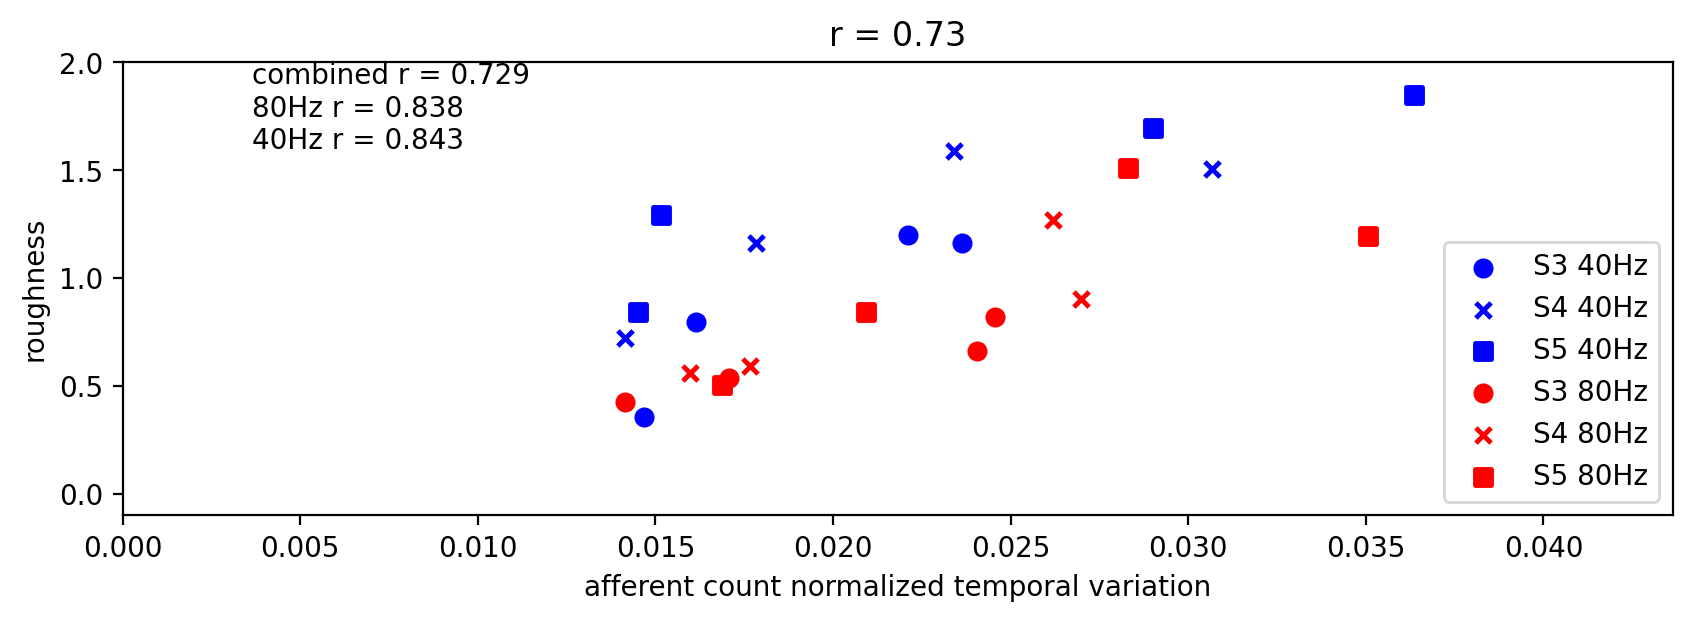 r = 0.73
combined r = 0.729
80Hz r = 0.838
40Hz r = 0.843
2.0
1.5
1.0
0.5
0.0
roughness
S3 40Hz
S4 40Hz
S5 40Hz
S3 80Hz
S4 80Hz
S5 80Hz
0.000 0.005 0.010 0.015 0.020 0.025 0.030 0.035 0.040
afferent count normalized temporal variation